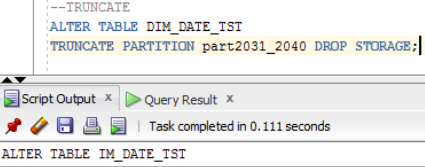 --TRUNCATE
ALTER TABLE DIM_DATE_TST
TRUNCATE PARTITION part2031_2040 DROP STORAGE;
Script Output x Query Result x
Task completed in 0.111 seconds
ALTER TABLE IM_DATE_TST